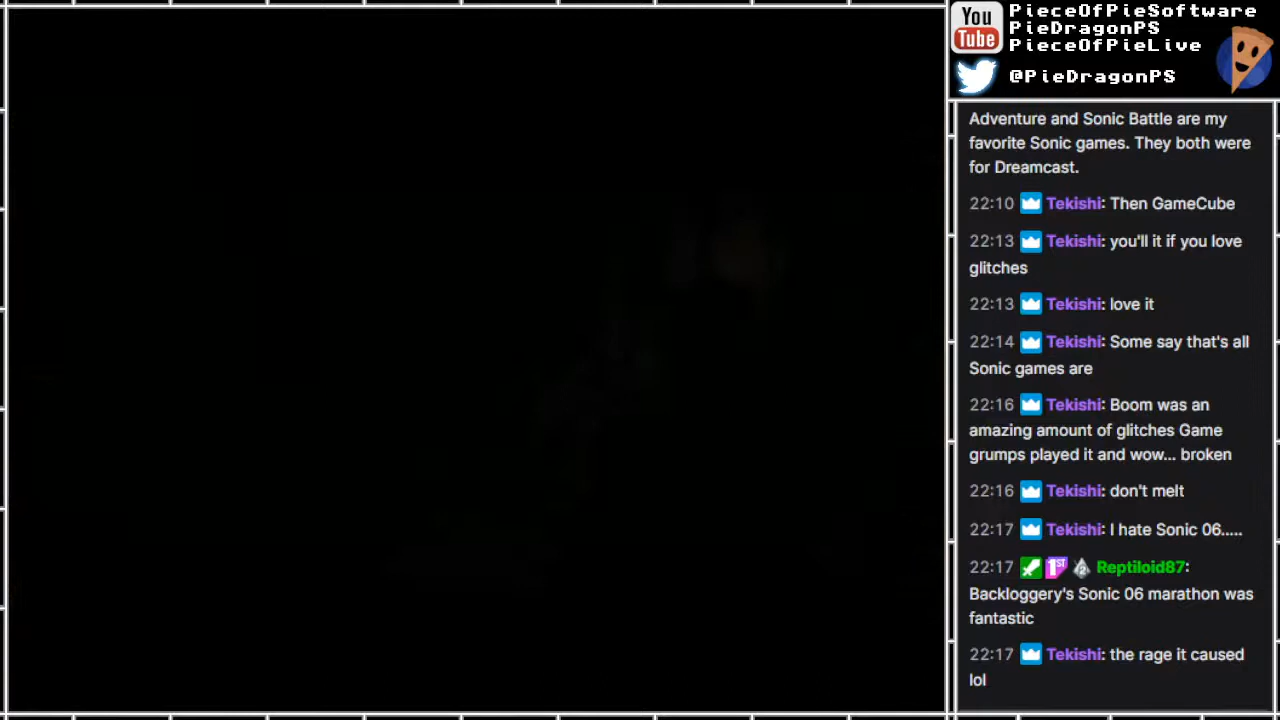 You
Tube
PieceOfPieSoftware
PieDragonPS
PieceOfPieLive
@PieDragonPS
Adventure and Sonic Battle are my
favorite Sonic games. They both were
for Dreamcast.
22:10 Tekishi: Then GameCube
22:13 Tekishi: you'll it if you love
glitches
22:13 Tekishi: love it
22:14 Tekishi: Some say that's all
Sonic games are
22:16 Tekishi: Boom was an
amazing amount of glitches Game
grumps played it and wow... broken
22:16 Tekishi: don't melt
22:17 Tekishi: I hate Sonic 06.....
22:17 1ST 2 Reptiloid87:
Backloggery's Sonic 06 marathon was
fantastic
22:17 Tekishi: the rage it caused
lol